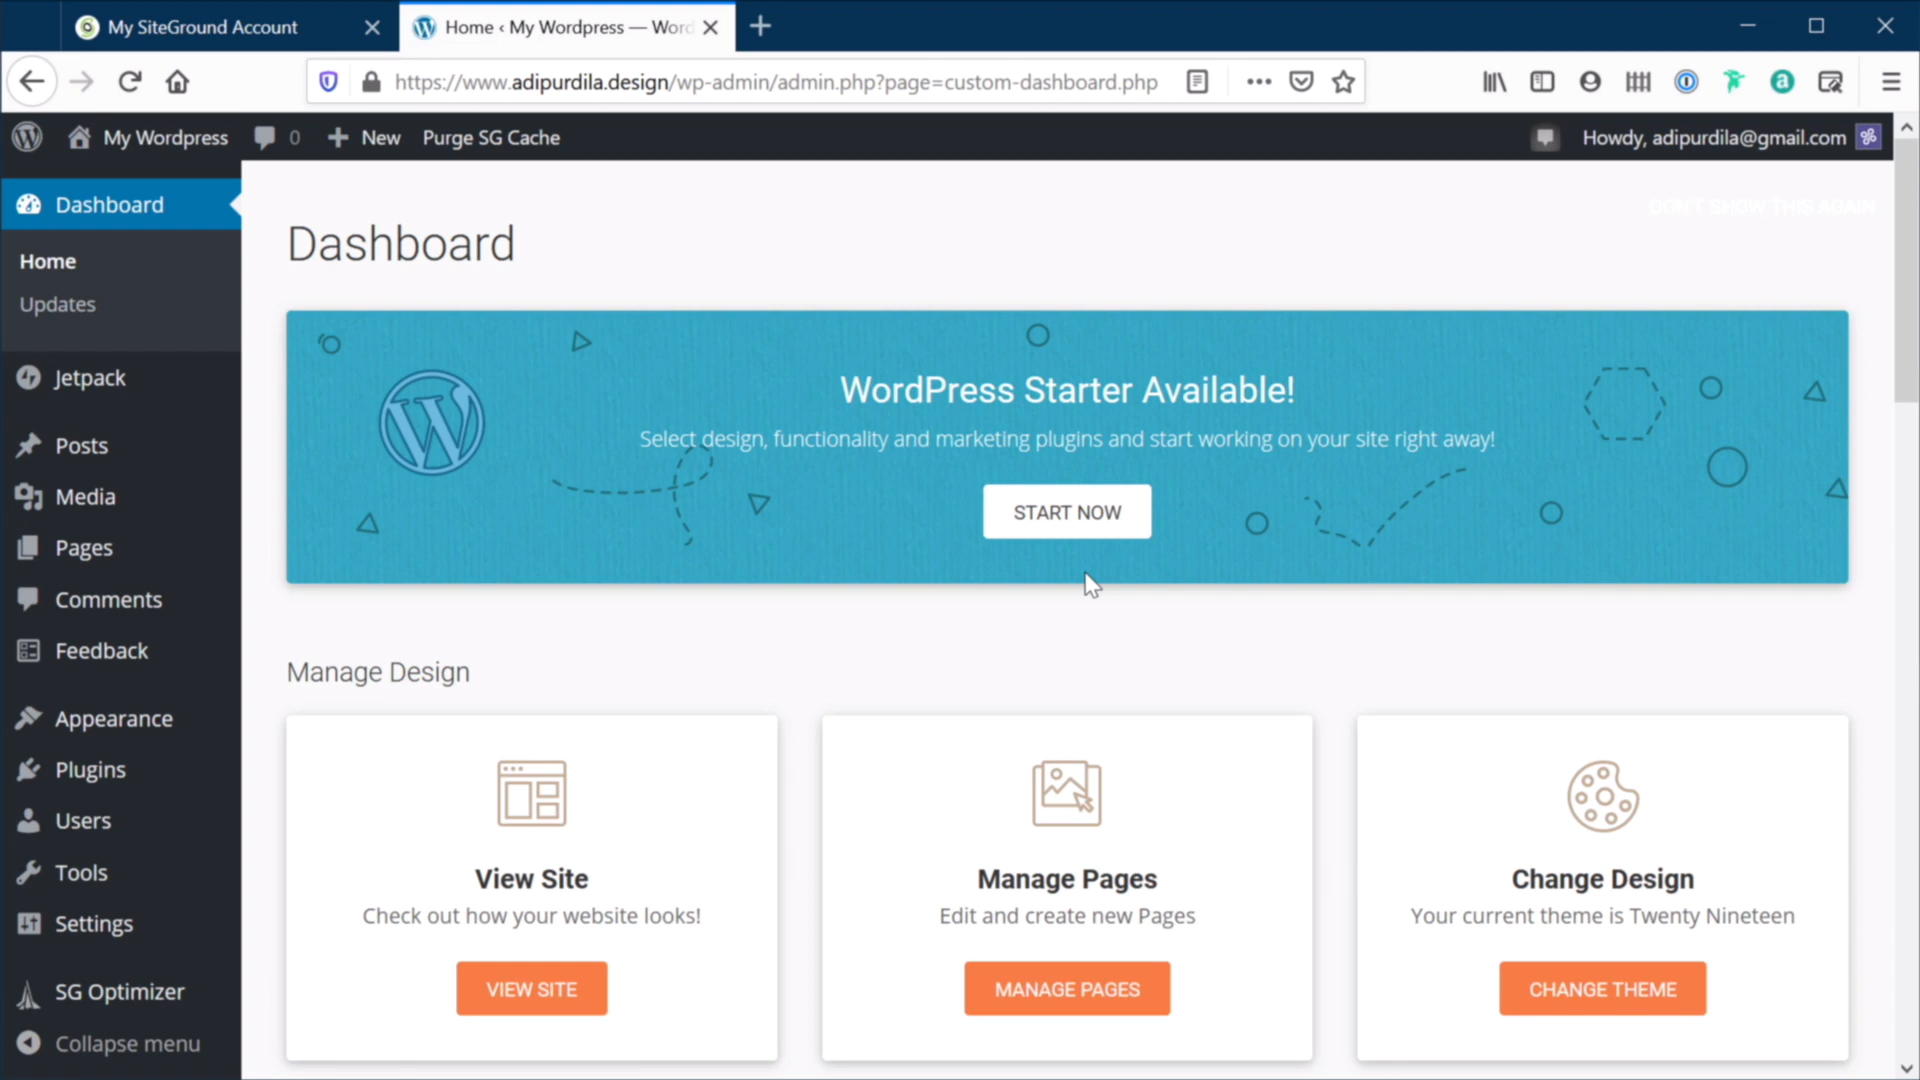 My SiteGround Account
Home ‹ My Wordpress — Word
https://www.adipurdila.design/wp-admin/admin.php?page=custom-dashboard.php
My Wordpress
0
New
Purge SG Cache
Howdy, adipurdila@gmail.com
Dashboard
Home
Updates
Jetpack
Posts
Media
Pages
Comments
Feedback
Appearance
Plugins
Users
Tools
Settings
SG Optimizer
Collapse menu
DON'T SHOW THIS AGAIN
Dashboard
WordPress Starter Available!
Select design, functionality and marketing plugins and start working on your site right away!
START NOW
Manage Design
View Site
Check out how your website looks!
VIEW SITE
Manage Pages
Edit and create new Pages
MANAGE PAGES
Change Design
Your current theme is Twenty Nineteen
CHANGE THEME